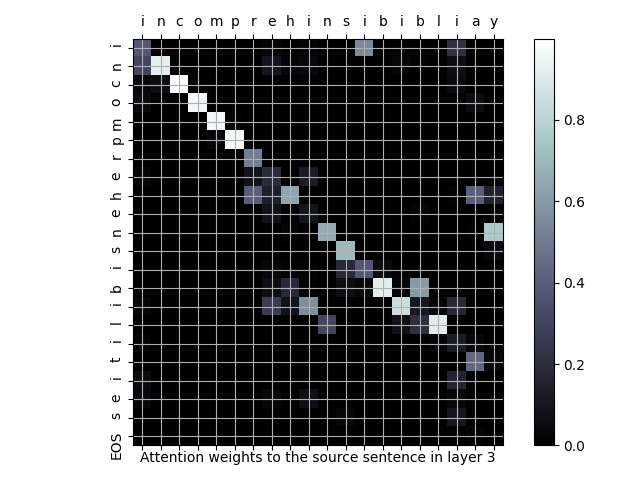 i n c o m p r e h i n s i b i b l i a y
i
n
c
o
m
p
r
e
h
e
n
s
i
b
i
l
i
t
i
e
s
EOS
0.8
0.6
0.4
0.2
0.0
Attention weights to the source sentence in layer 3